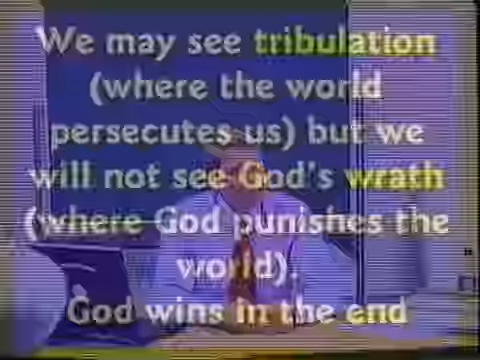 We may see tribulation
(where the world
persecutes us) but we
will not see God's wrath
(where God punishes the
world).
God wins in the end